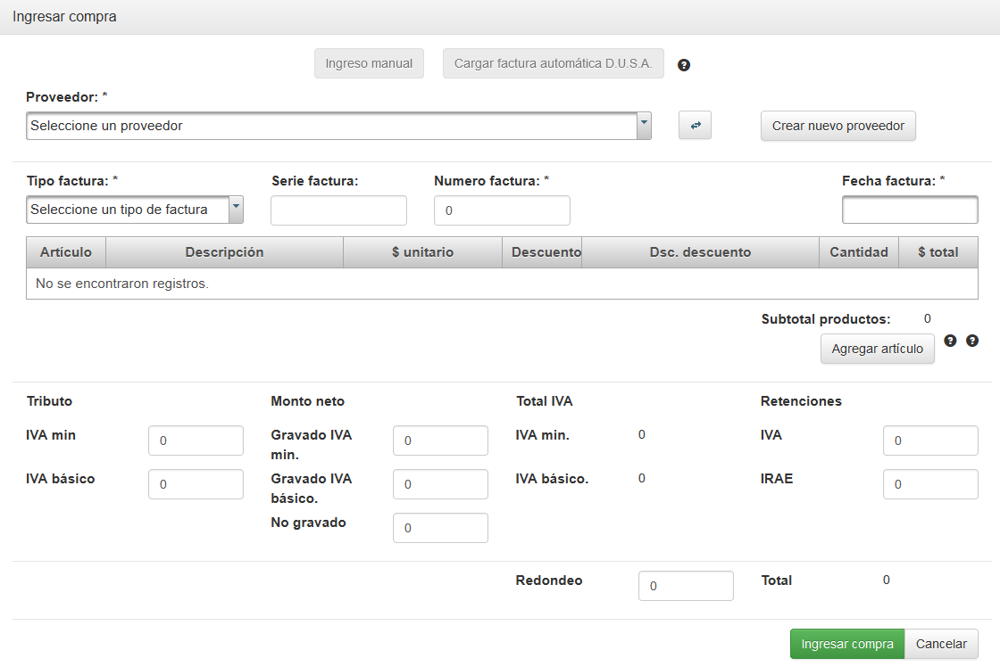 Ingresar compra
Ingreso manual Cargar factura automática D.U.S.A. ?
Proveedor: *
Seleccione un proveedor Crear nuevo proveedor
Tipo factura: * Serie factura: Numero factura: * Fecha factura: *
Seleccione un tipo de factura 0
Artículo Descripción $ unitario Descuento Dsc. descuento Cantidad $ total
No se encontraron registros.
Subtotal productos: 0
Agregar artículo ? ?
Tributo Monto neto Total IVA Retenciones
IVA min 0 Gravado IVA min. 0 IVA min. 0 IVA 0
IVA básico 0 Gravado IVA básico. 0 IVA básico. 0 IRAE 0
No gravado 0
Redondeo 0 Total 0
Ingresar compra Cancelar